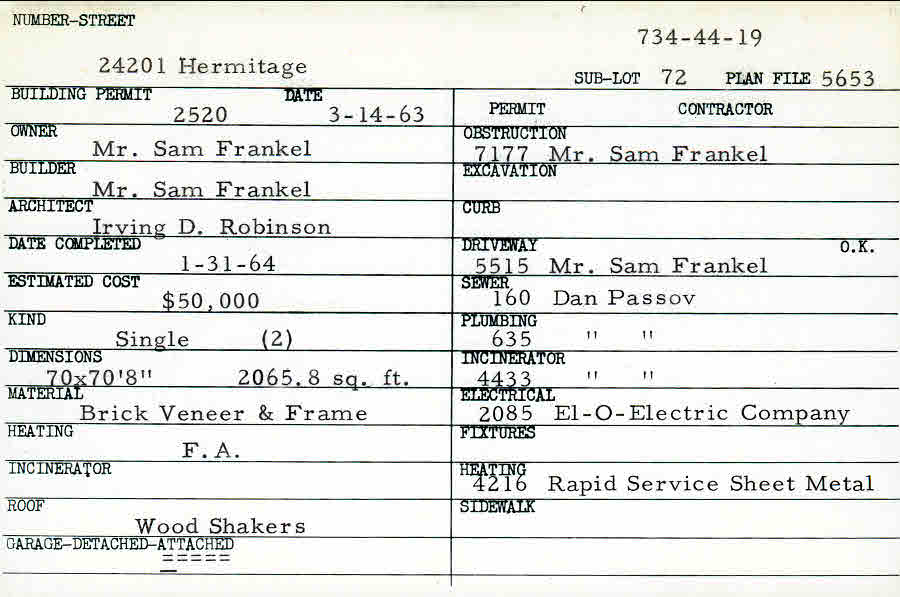 NUMBER-STREET
734-44-19
24201 Hermitage
SUB-LOT 72 PLAN FILE 5653
BUILDING PERMIT DATE
2520 3-14-63
PERMIT CONTRACTOR
OWNER
Mr. Sam Frankel
OBSTRUCTION
7177 Mr. Sam Frankel
BUILDER
Mr. Sam Frankel
EXCAVATION
ARCHITECT
Irving D. Robinson
CURB
DATE COMPLETED
1-31-64
DRIVEWAY O.K.
5515 Mr. Sam Frankel
ESTIMATED COST
$50,000
SEWER
160 Dan Passov
KIND
Single (2)
PLUMBING
635 " "
DIMENSIONS
70x70'8" 2065.8 sq. ft.
INCINERATOR
4433 " "
MATERIAL
Brick Veneer & Frame
ELECTRICAL
2085 El-O-Electric Company
HEATING
F.A.
FIXTURES
INCINERATOR
HEATING
4216 Rapid Service Sheet Metal
ROOF
Wood Shakers
SIDEWALK
GARAGE-DETACHED-ATTACHED
=====